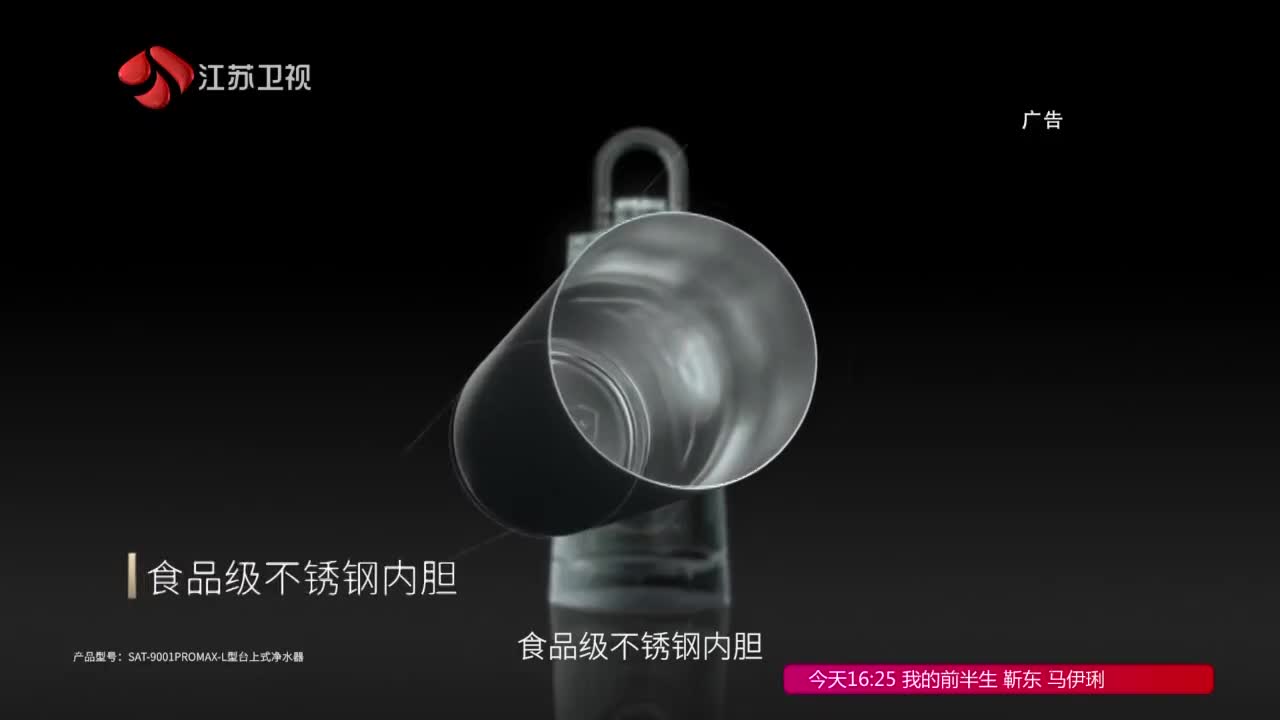 江苏卫视
广告
食品级不锈钢内胆
产品型号：SAT-9001PROMAX-L型台上式净水器
食品级不锈钢内胆
今天16:25 我的前半生 靳东 马伊琍